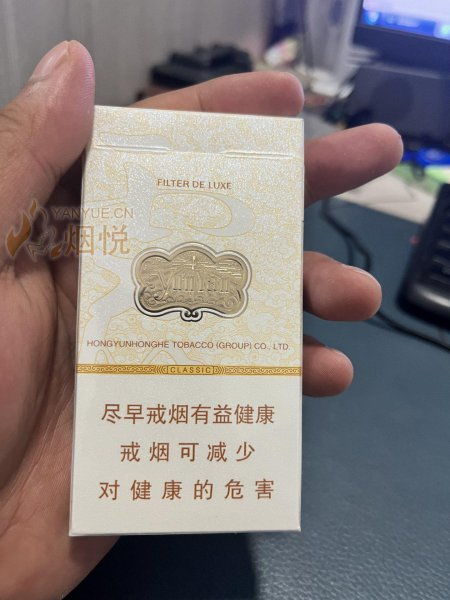 FILTER DE LUXE
YANYUE.CN
烟悦
yunyan
HONGYUNHONGHE TOBACCO (GROUP) CO., LTD.
CLASSIC
尽早戒烟有益健康
戒烟可减少
对健康的危害